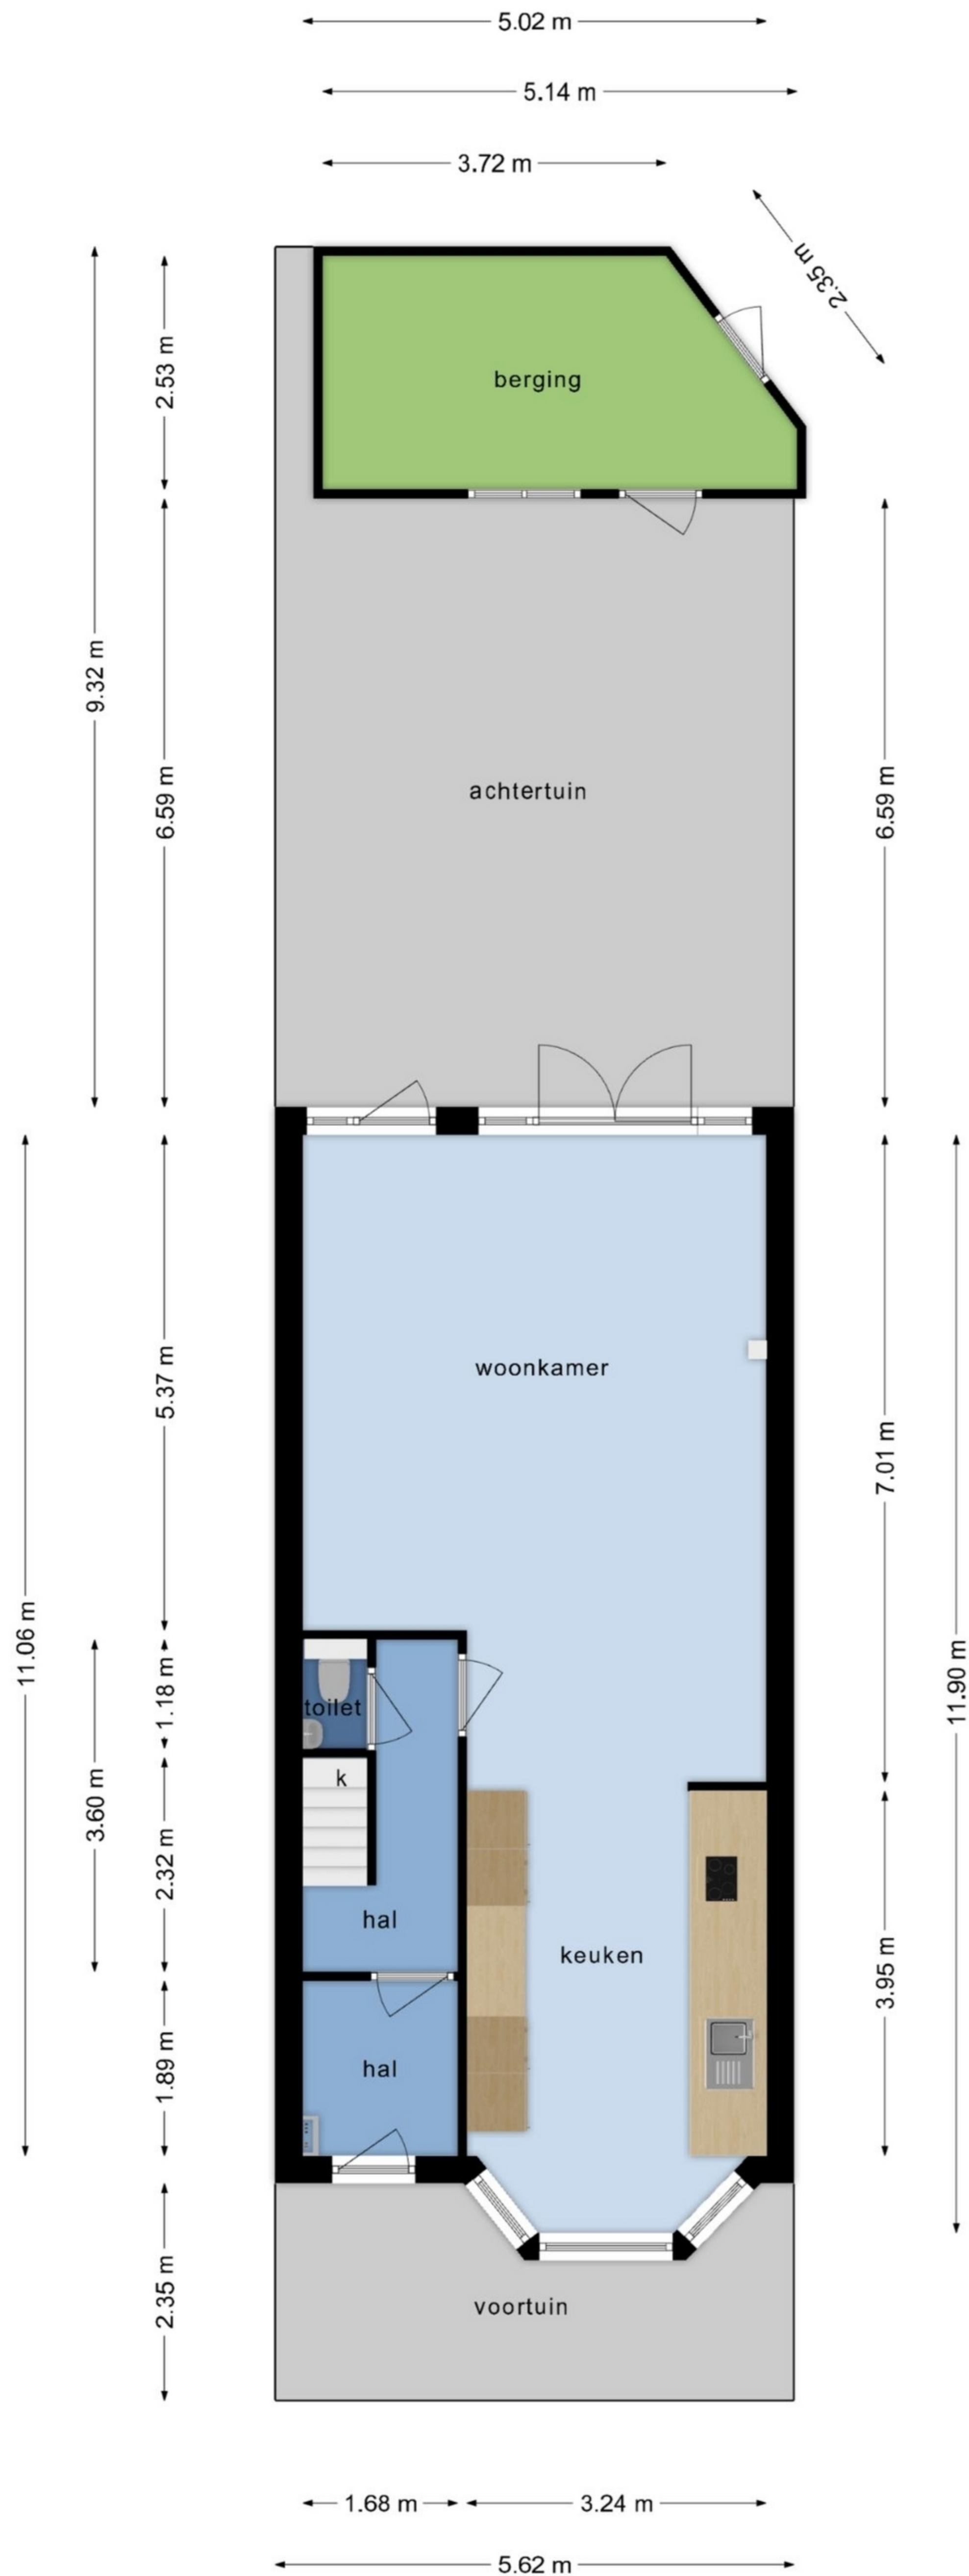 5.02 m
5.14 m
3.72 m
2.35 m
2.53 m
berging
9.32 m
6.59 m
achtertuin
6.59 m
5.37 m
woonkamer
7.01 m
11.06 m
11.90 m
1.18 m
toilet
k
3.60 m
2.32 m
hal
keuken
3.95 m
1.89 m
hal
2.35 m
voortuin
1.68 m
3.24 m
5.62 m